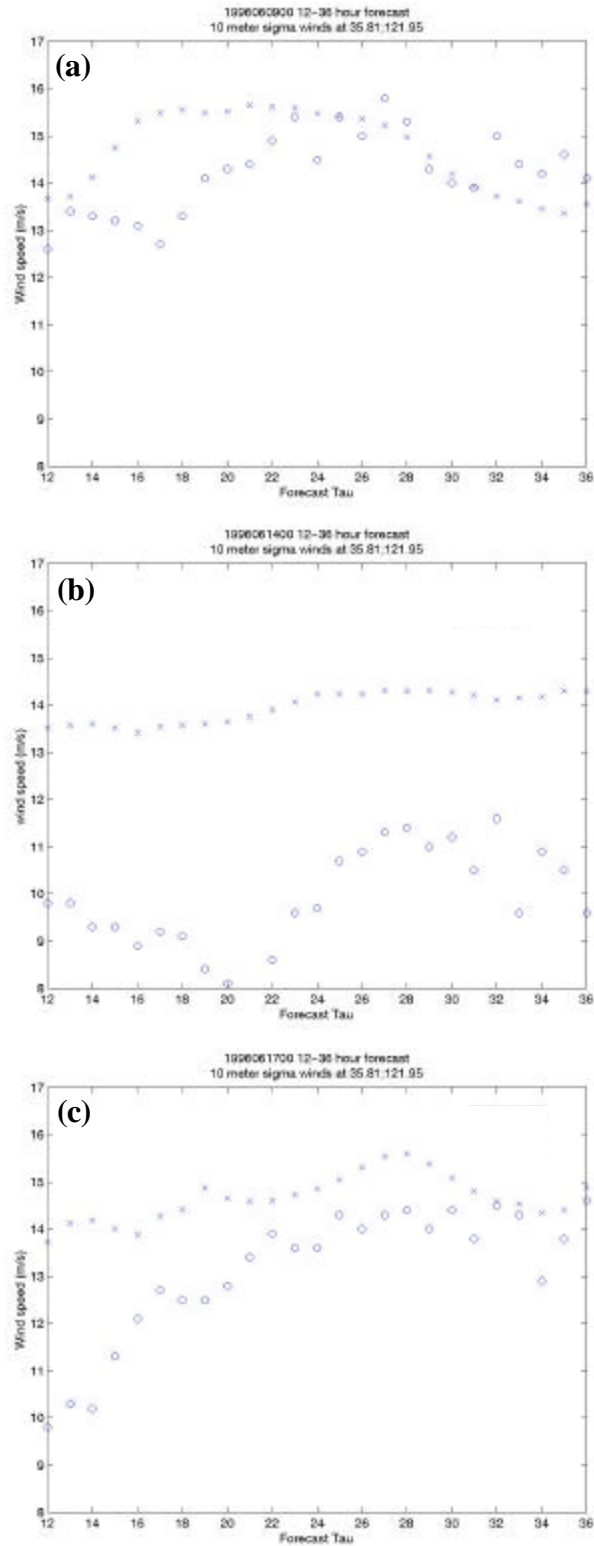 1996060900 12-36 hour forecast
10 meter sigma winds at 35.81;121.95
(a)
17
16
15
14
13
12
11
10
9
8
Wind speed (m/s)
12 14 16 18 20 22 24 26 28 30 32 34 36
Forecast Tau
1996061400 12-36 hour forecast
10 meter sigma winds at 35.81;121.95
(b)
17
16
15
14
13
12
11
10
9
8
wind speed (m/s)
12 14 16 18 20 22 24 26 28 30 32 34 36
Forecast Tau
1996061700 12-36 hour forecast
10 meter sigma winds at 35.81;121.95
(c)
17
16
15
14
13
12
11
10
9
8
Wind speed (m/s)
12 14 16 18 20 22 24 26 28 30 32 34 36
Forecast Tau